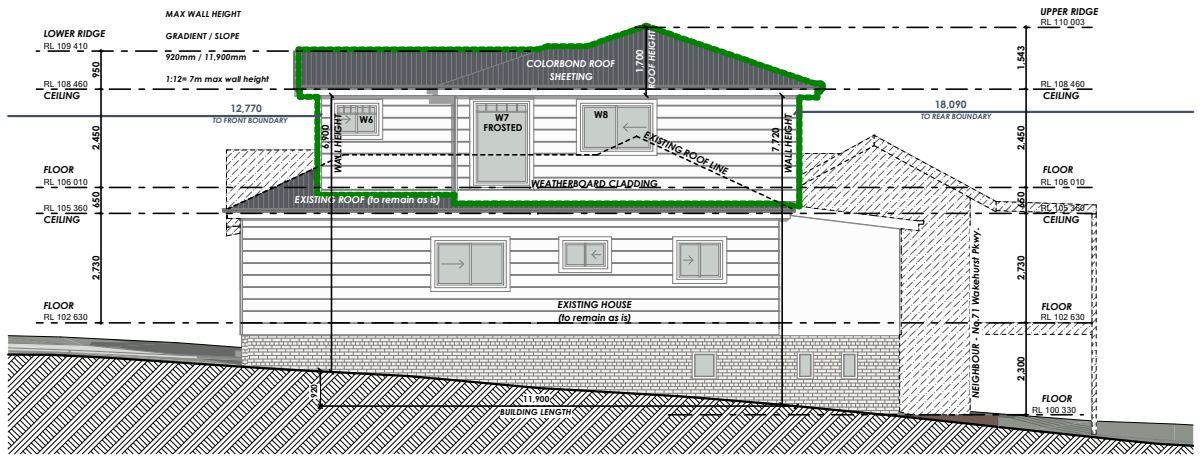 MAX WALL HEIGHT
GRADIENT / SLOPE
920mm / 11,900mm
1:12= 7m max wall height
LOWER RIDGE
RL 109 410
950
RL 108 460
CEILING
12,770
TO FRONT BOUNDARY
2,450
FLOOR
RL 106 010
650
RL 105 360
CEILING
2,730
FLOOR
RL 102 630
COLORBOND ROOF
SHEETING
1,700
ROOF HEIGHT
W6
W7
FROSTED
W8
6,900
WALL HEIGHT
7,720
WALL HEIGHT
EXISTING ROOF LINE
WEATHERBOARD CLADDING
EXISTING ROOF (to remain as is)
EXISTING HOUSE
(to remain as is)
920
11,900
BUILDING LENGTH
UPPER RIDGE
RL 110 003
1,543
RL 108 460
CEILING
18,090
TO REAR BOUNDARY
2,450
FLOOR
RL 106 010
650
RL 105 360
CEILING
2,730
NEIGHBOUR - No.71 Wakehurst Pkwy.
FLOOR
RL 102 630
2,300
FLOOR
RL 100 330